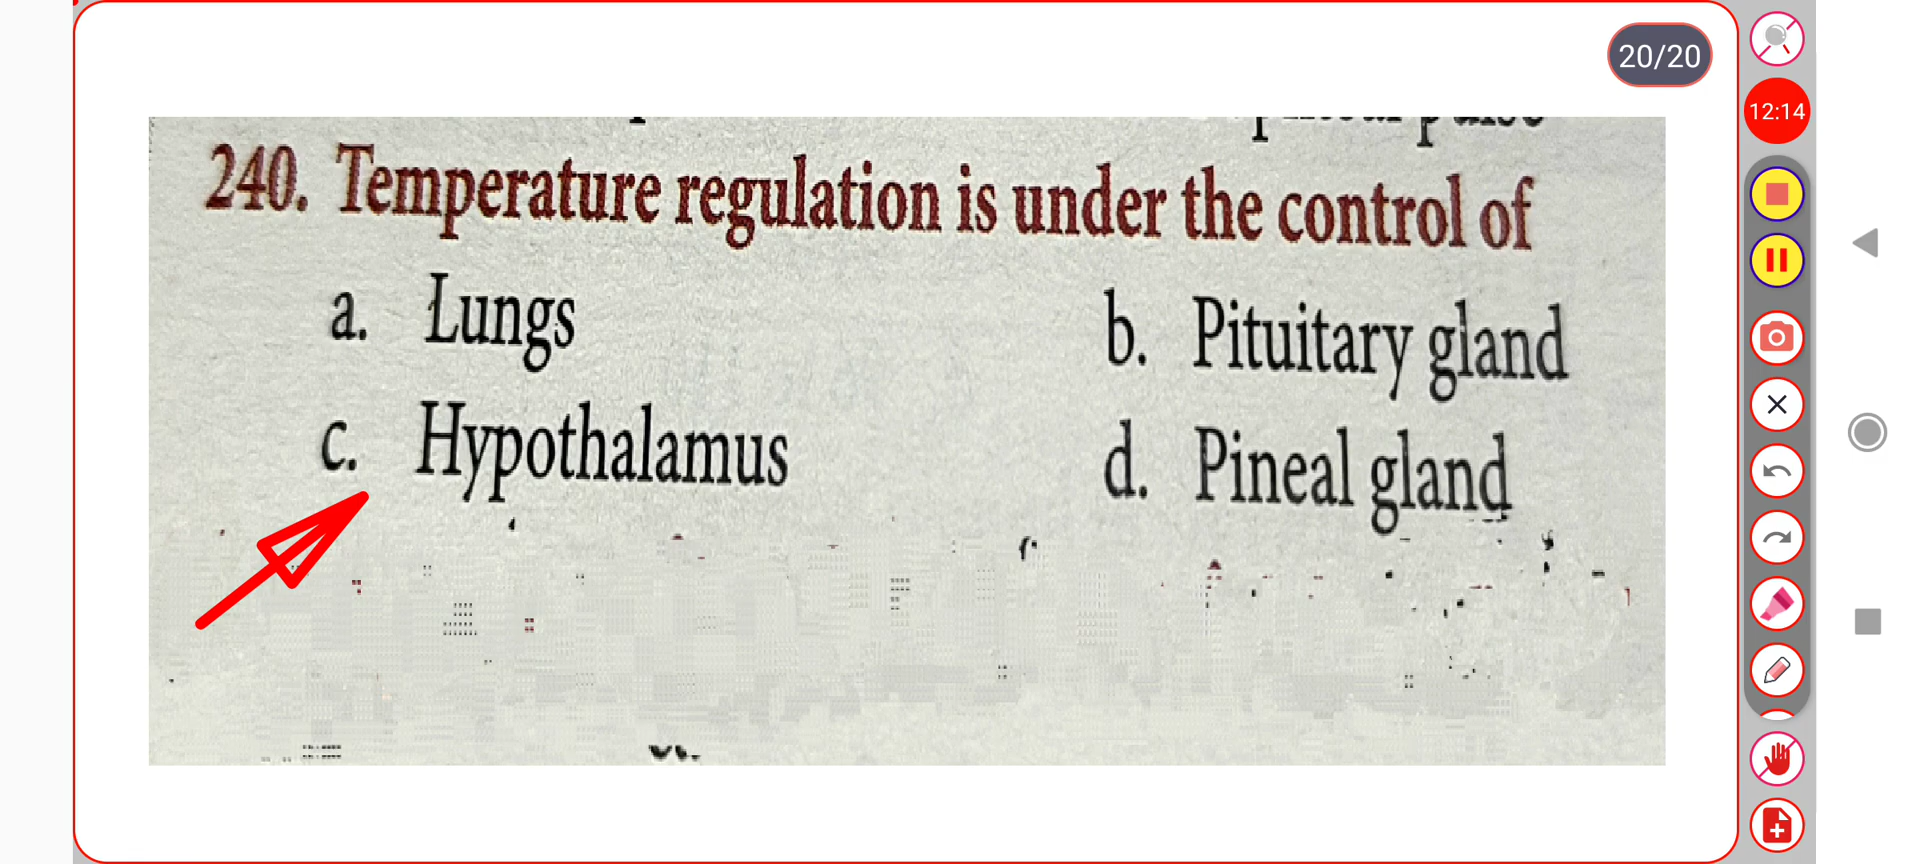 20/20
12:14
240. Temperature regulation is under the control of
a. Lungs
b. Pituitary gland
c. Hypothalamus
d. Pineal gland